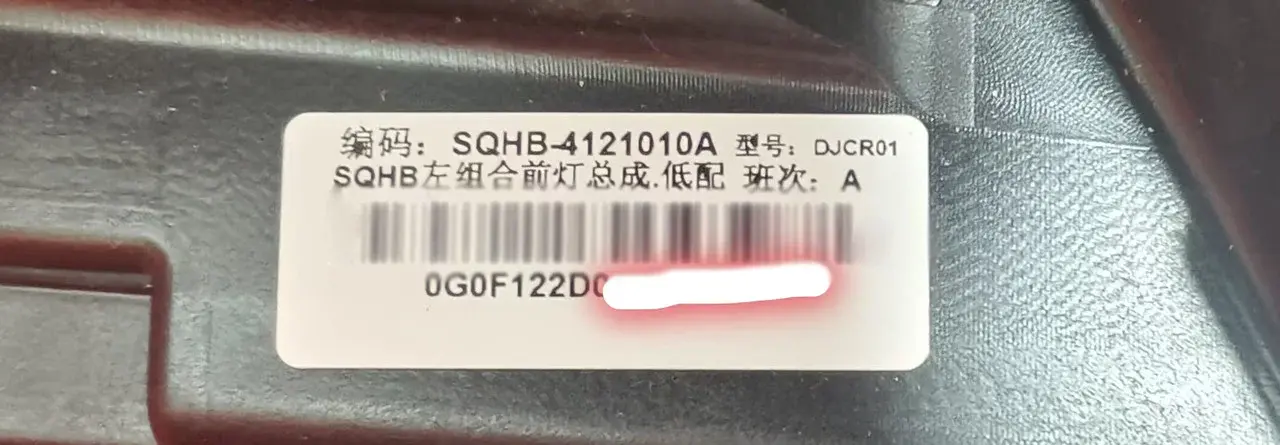 编码：SQHB-4121010A 型号：DJCR01
SQHB左组合前灯总成.低配 班次：A
0G0F122D0